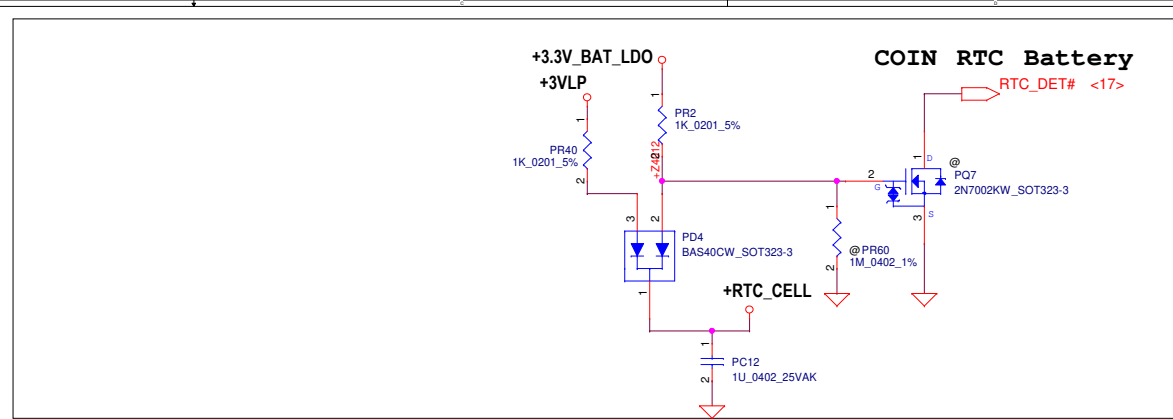 COIN RTC Battery
+3.3V_BAT_LDO
+3VLP
RTC_DET# <17>
1
1
PR2
1K_0201_5%
PR40
1K_0201_5%
2
2
+Z4012
1
D
@
PQ7
2N7002KW_SOT323-3
2
G
S
3
3
2
PD4
BAS40CW_SOT323-3
1
1
@PR60
1M_0402_1%
2
+RTC_CELL
1
PC12
1U_0402_25VAK
2